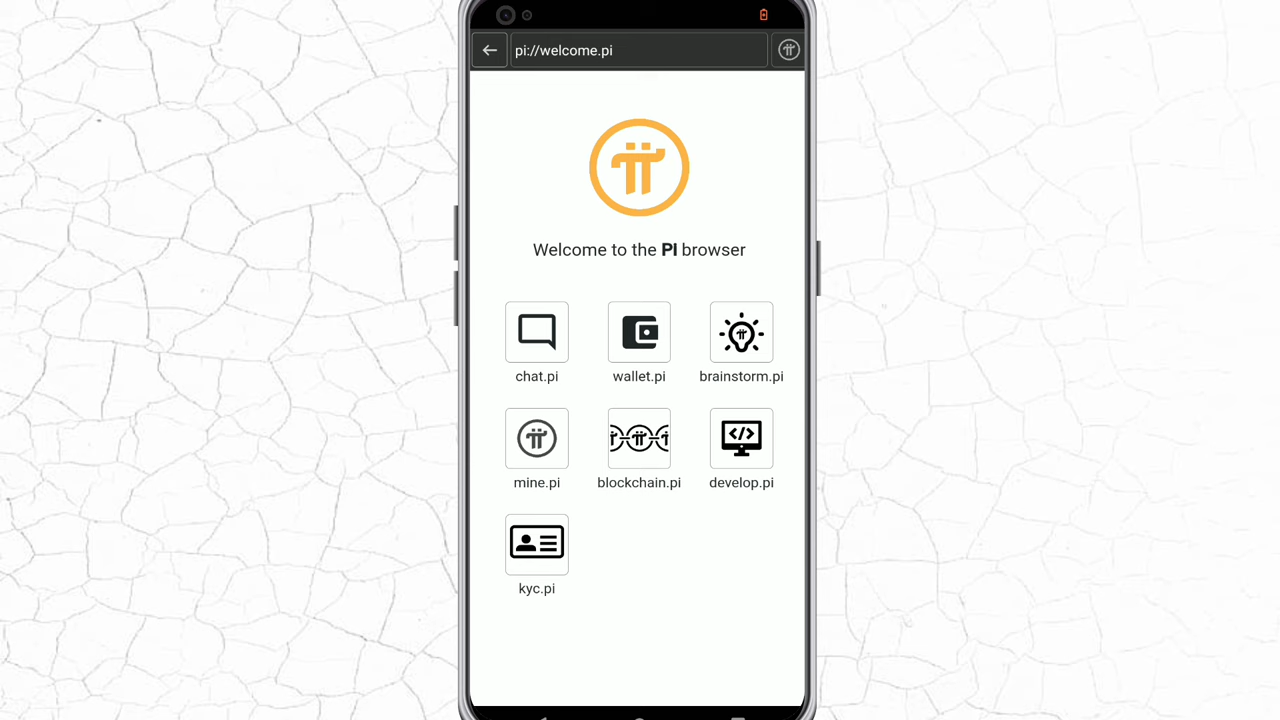 pi://welcome.pi
Welcome to the PI browser
chat.pi
wallet.pi
brainstorm.pi
mine.pi
blockchain.pi
develop.pi
kyc.pi